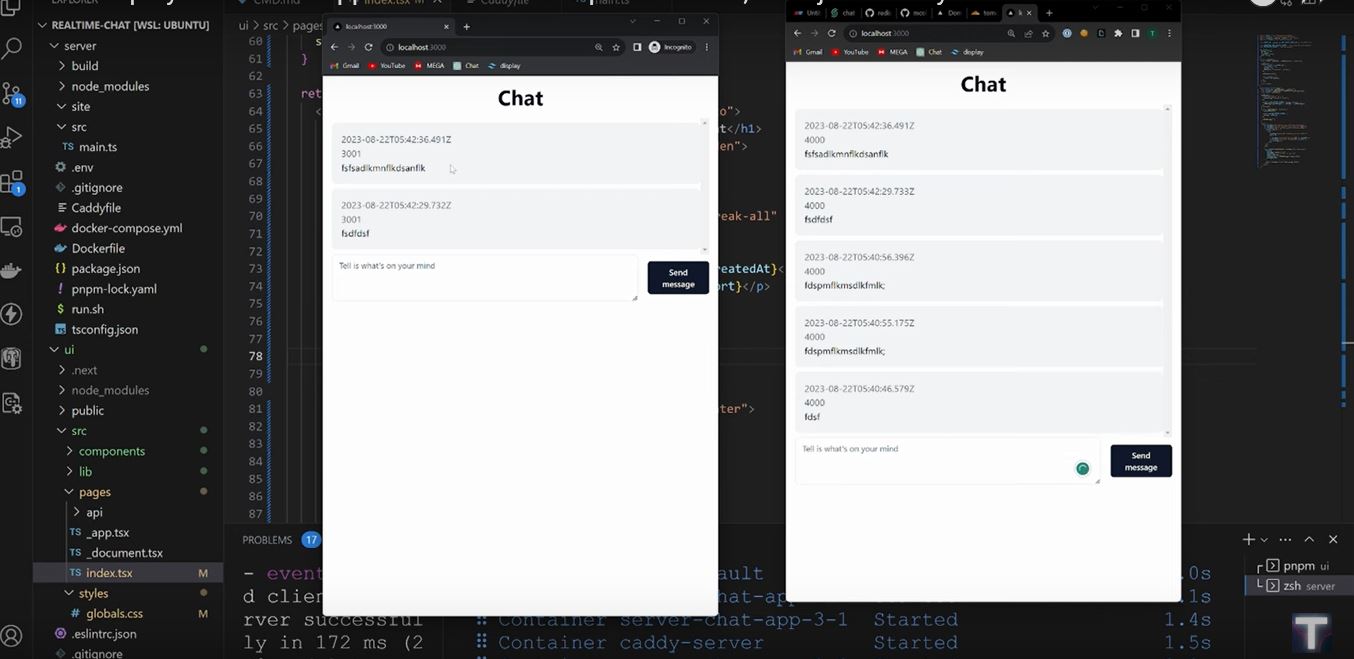 REALTIME-CHAT [WSL: UBUNTU]
server
build
node_modules
site
src
TS main.ts
.env
.gitignore
Caddyfile
docker-compose.yml
Dockerfile
package.json
pnpm-lock.yaml
run.sh
tsconfig.json
ui
.next
node_modules
public
src
components
lib
pages
api
TS _app.tsx
TS _document.tsx
TS index.tsx M
styles
# globals.css M
.eslintrc.json
.gitignore
11
1
ui > src > pages
60
61 }
62
63 ret
64 <
65
66
67
68
69
70
71
72
73
74
75
76
77
78
79
80
81
82
83
84
85
86
87
localhost:3000
localhost:3000
Incognito
Gmail YouTube MEGA Chat display
Chat
2023-08-22T05:42:36.491Z
3001
fsfsadlkmnflkdsanflk
2023-08-22T05:42:29.732Z
3001
fsdfdsf
Tell is what's on your mind
Send
message
o">
t</h1>
en">
eak-all"
eatedAt}<
ort}</p>
ter">
chat
localhost:3000
Gmail YouTube MEGA Chat display
Chat
2023-08-22T05:42:36.491Z
4000
fsfsadlkmnflkdsanflk
2023-08-22T05:42:29.733Z
4000
fsdfdsf
2023-08-22T05:40:56.396Z
4000
fdspmflkmsdlkfmlk;
2023-08-22T05:40:55.175Z
4000
fdspmflkmsdlkfmlk;
2023-08-22T05:40:46.579Z
4000
fdsf
Tell is what's on your mind
Send
message
PROBLEMS 17
- event
d clien
rver successful
ly in 172 ms (2
ault .0s
hat-ap Started .1s
Container server-chat-app-3-1 Started 1.4s
Container caddy-server Started 1.5s
pnpm ui
zsh server
T